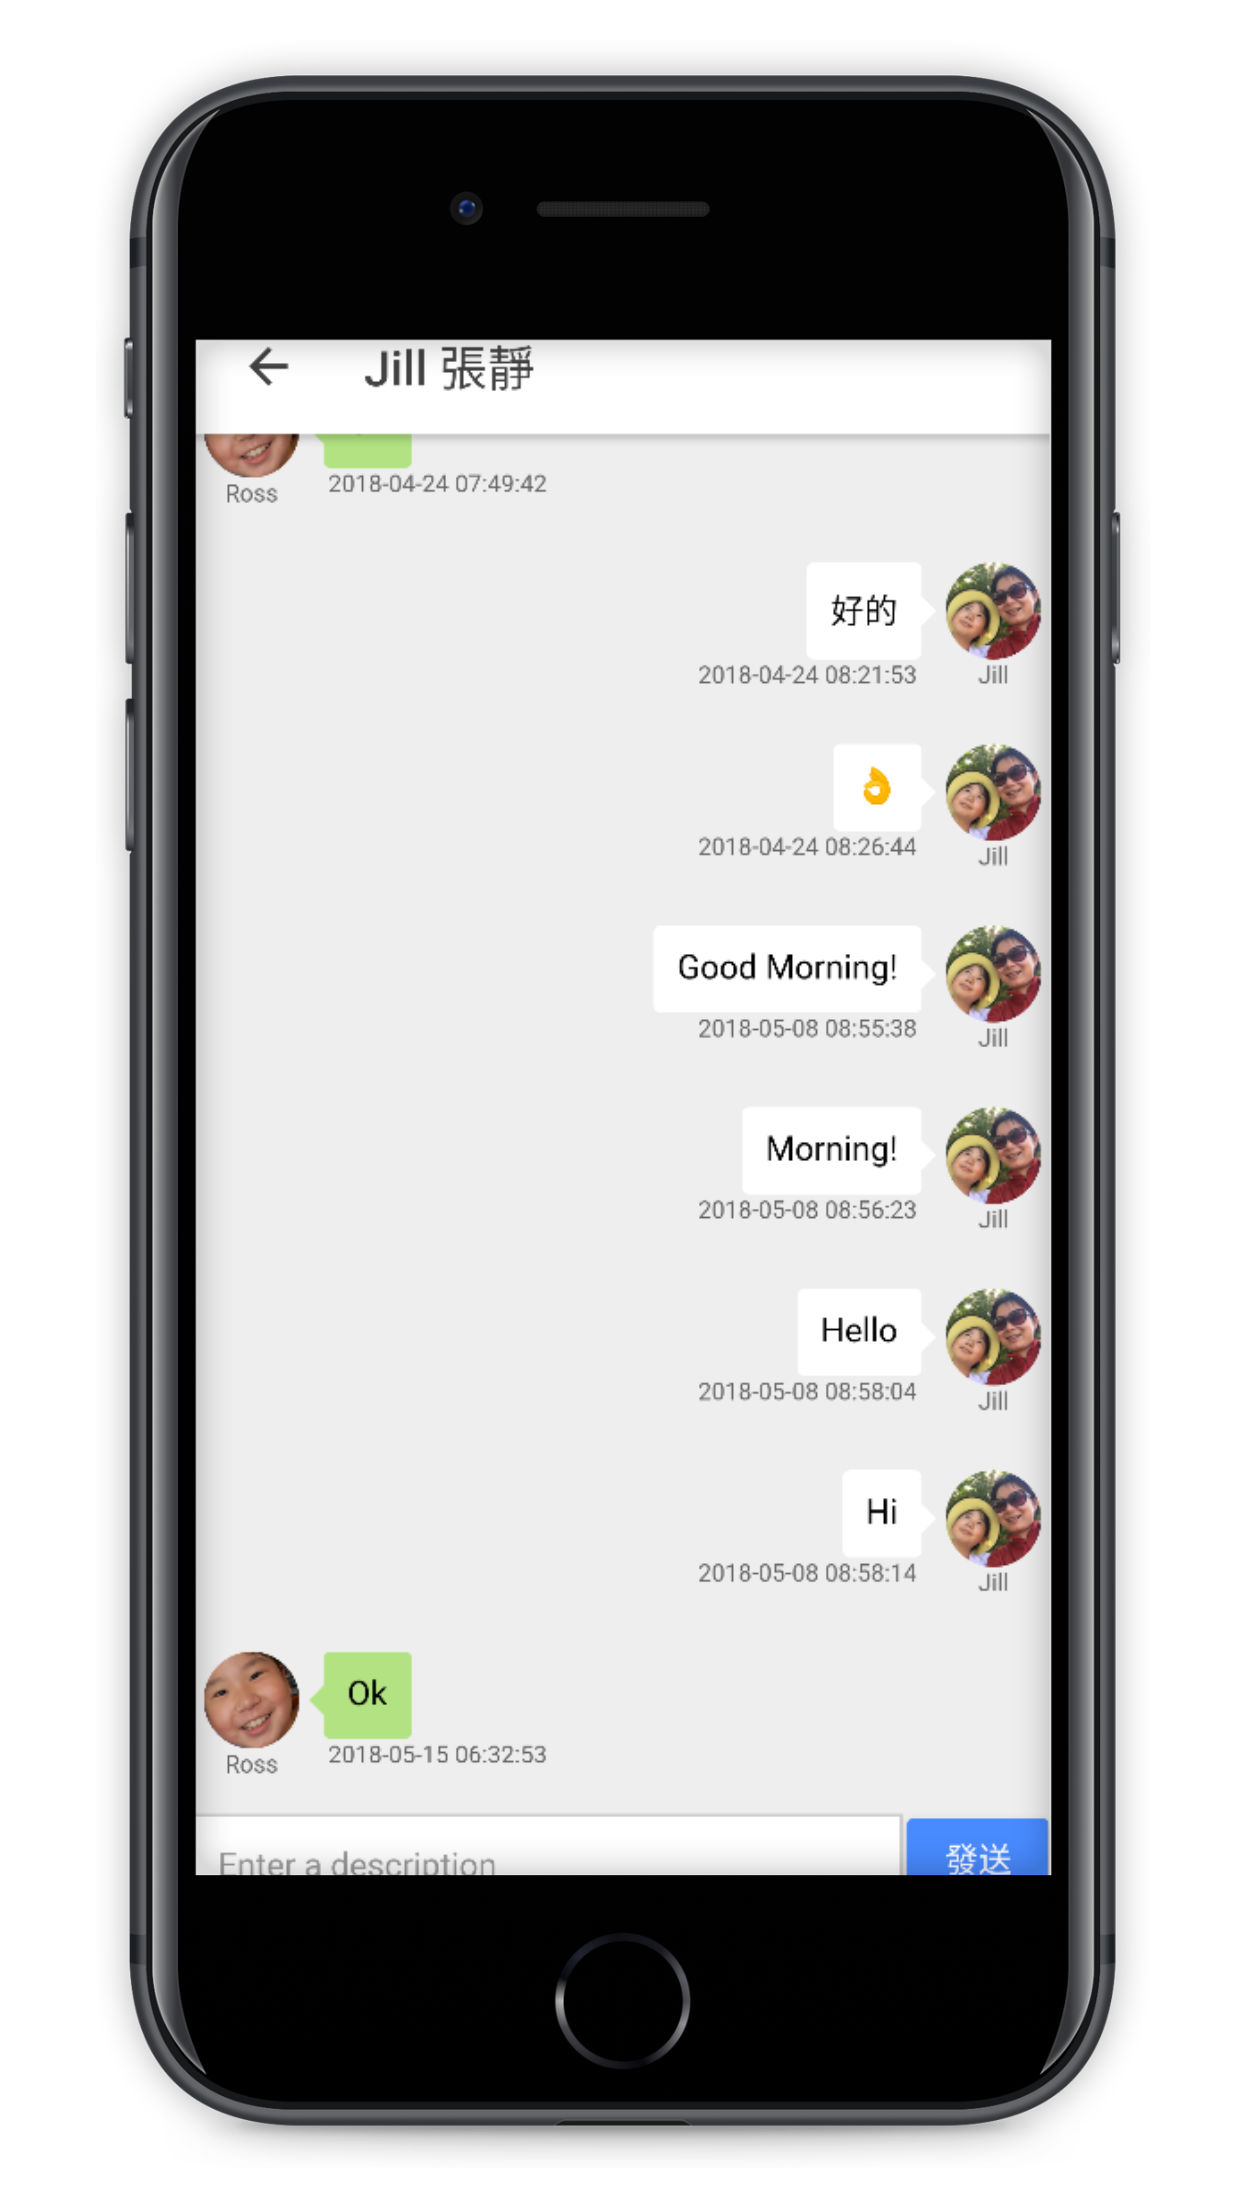 Jill 張靜
Ross
2018-04-24 07:49:42
好的
2018-04-24 08:21:53
Jill
👌
2018-04-24 08:26:44
Jill
Good Morning!
2018-05-08 08:55:38
Jill
Morning!
2018-05-08 08:56:23
Jill
Hello
2018-05-08 08:58:04
Jill
Hi
2018-05-08 08:58:14
Jill
Ok
2018-05-15 06:32:53
Ross
Enter a description
發送